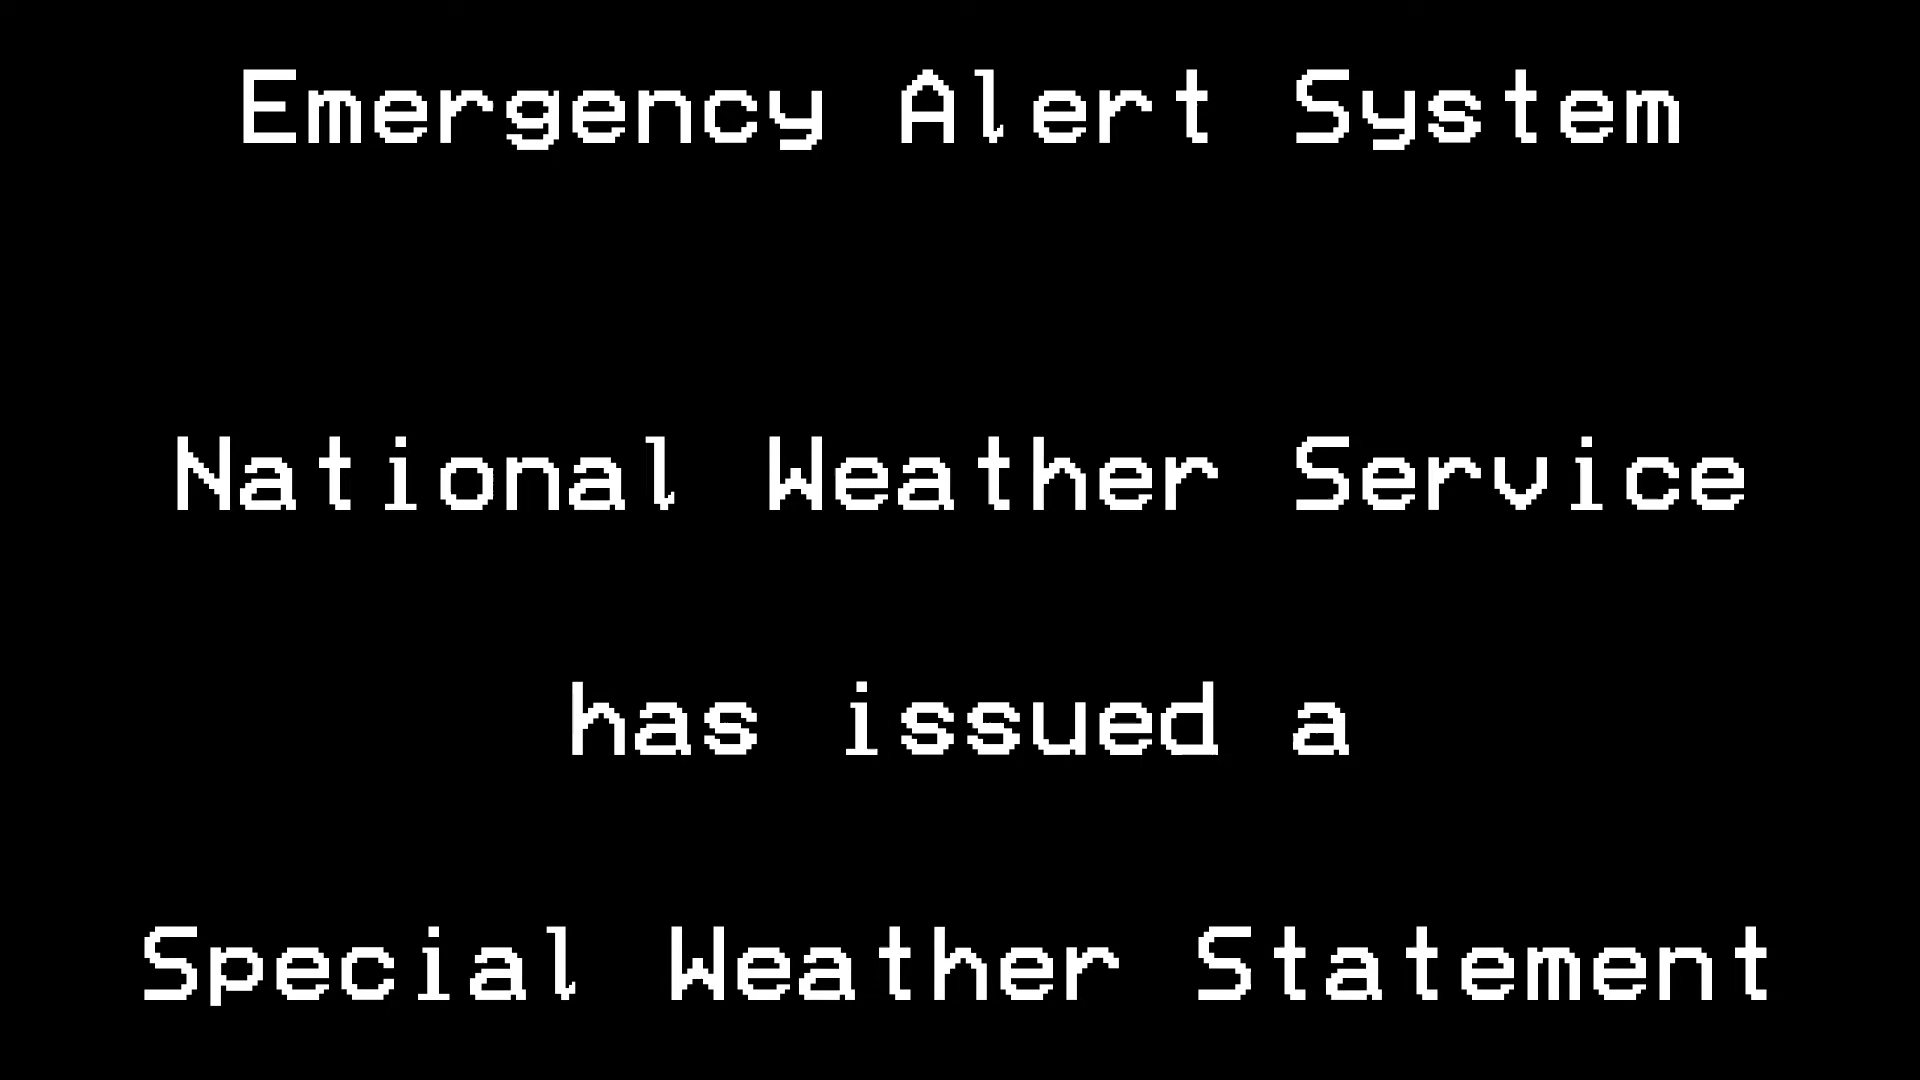 Emergency Alert System
National Weather Service
has issued a
Special Weather Statement